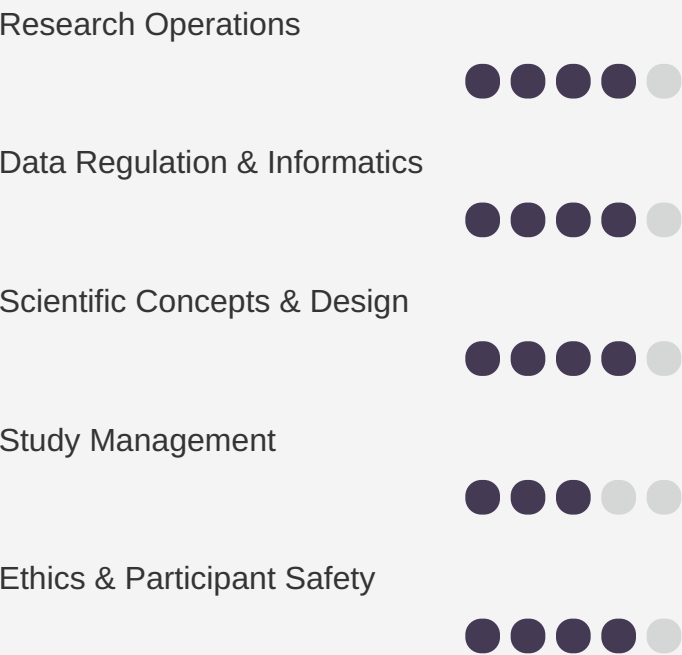 Research Operations
Data Regulation & Informatics
Scientific Concepts & Design
Study Management
Ethics & Participant Safety